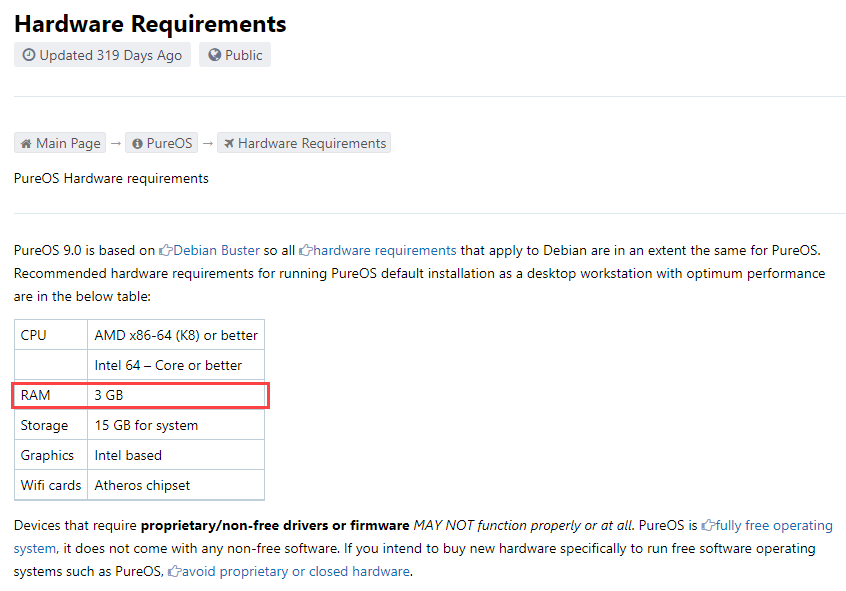 Hardware Requirements
Updated 319 Days Ago Public
Main Page → PureOS → Hardware Requirements
PureOS Hardware requirements
PureOS 9.0 is based on Debian Buster so all hardware requirements that apply to Debian are in an extent the same for PureOS.
Recommended hardware requirements for running PureOS default installation as a desktop workstation with optimum performance
are in the below table:
CPU AMD x86-64 (K8) or better
Intel 64 – Core or better
RAM 3 GB
Storage 15 GB for system
Graphics Intel based
Wifi cards Atheros chipset
Devices that require proprietary/non-free drivers or firmware MAY NOT function properly or at all. PureOS is fully free operating
system, it does not come with any non-free software. If you intend to buy new hardware specifically to run free software operating
systems such as PureOS, avoid proprietary or closed hardware.